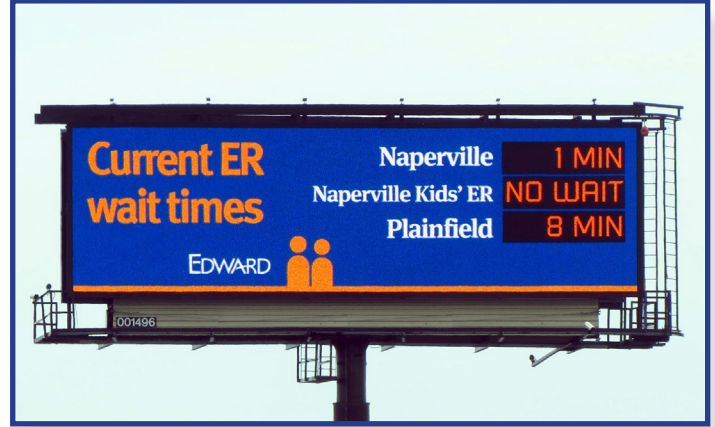 Current ER
wait times
Naperville 1 MIN
Naperville Kids' ER NO WAIT
Plainfield 8 MIN
EDWARD
001496